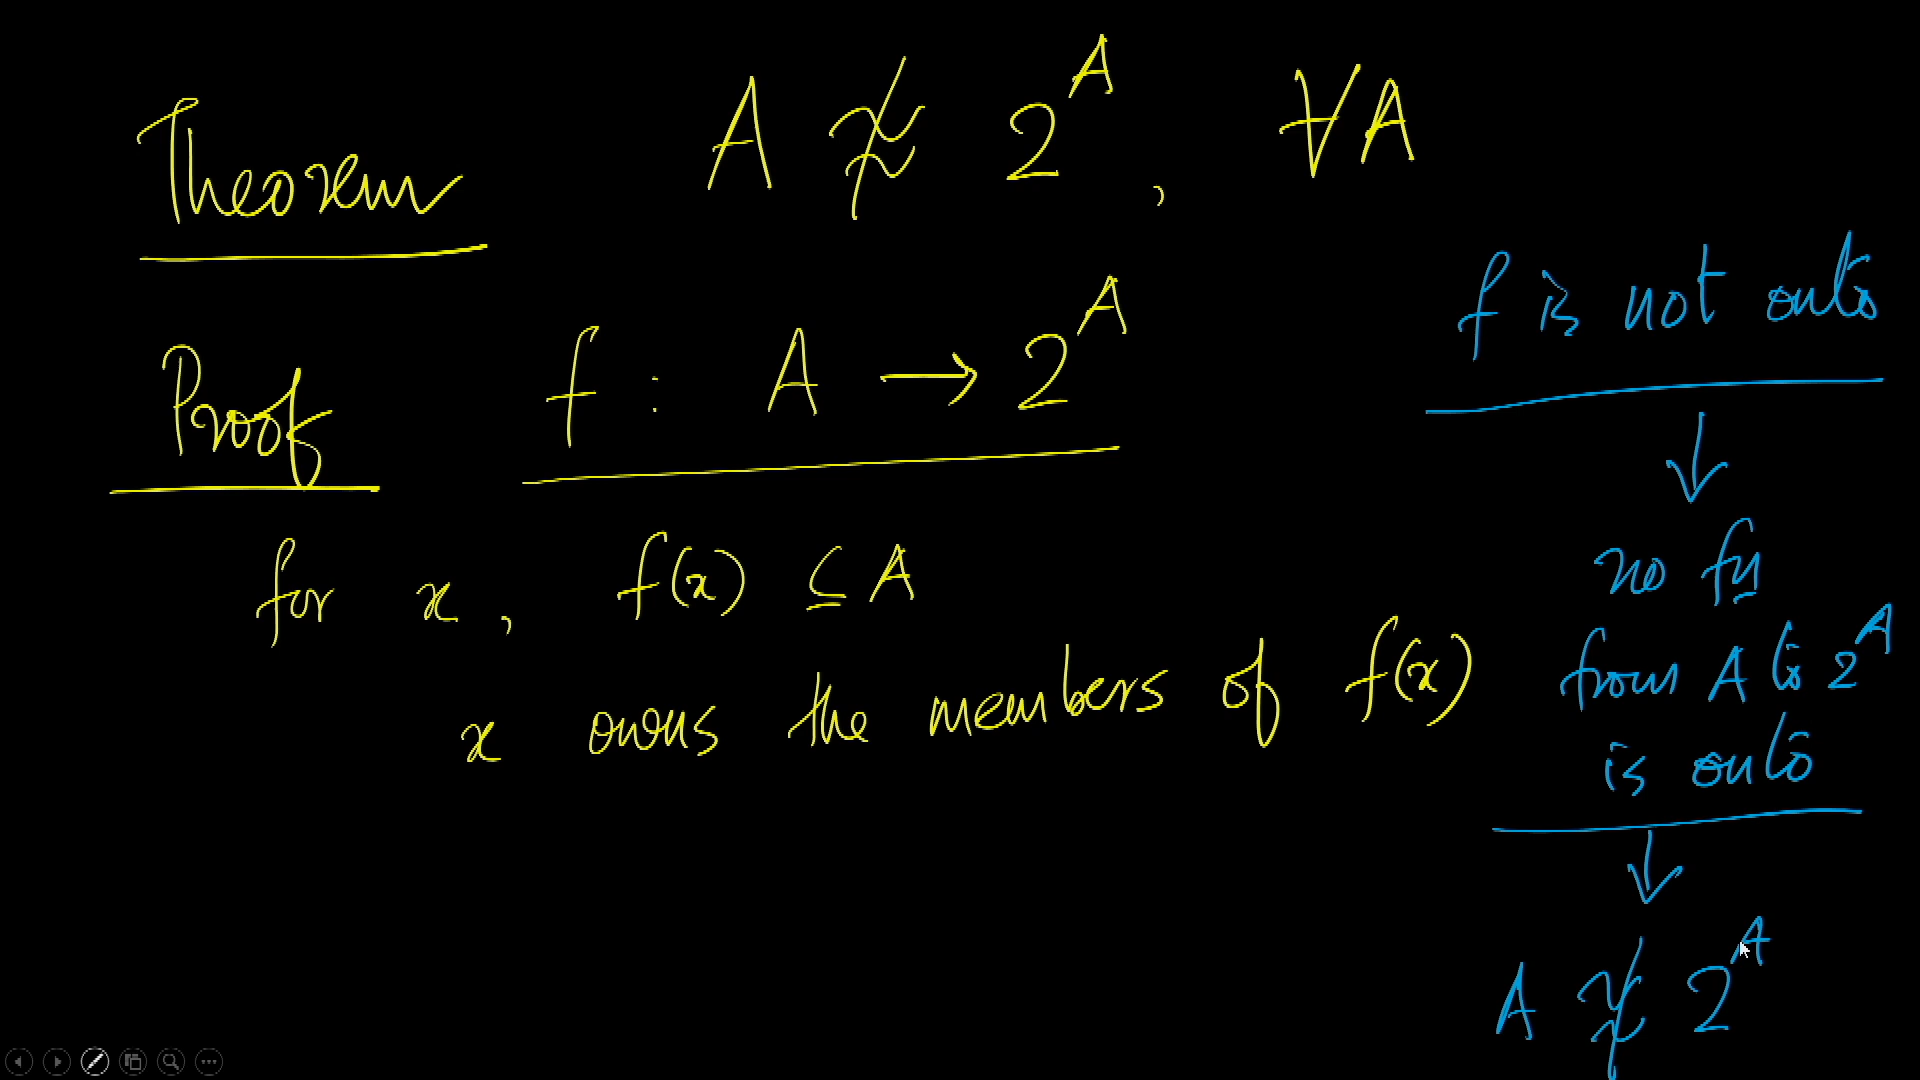 Theorem A ≉ 2^A , ∀A
Proof f : A → 2^A
for x , f(x) ⊆ A
x owns the members of f(x)
f is not onto
↓
no fn
from A to 2^A
is onto
↓
A ≉ 2^A